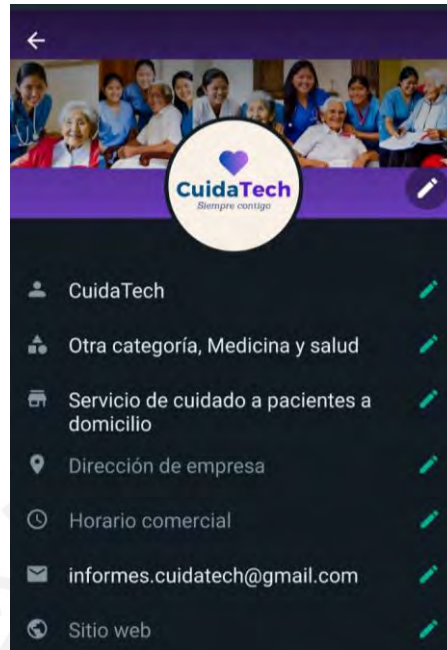 CuidaTech
Siempre contigo
CuidaTech
Otra categoría, Medicina y salud
Servicio de cuidado a pacientes a
domicilio
Dirección de empresa
Horario comercial
informes.cuidatech@gmail.com
Sitio web